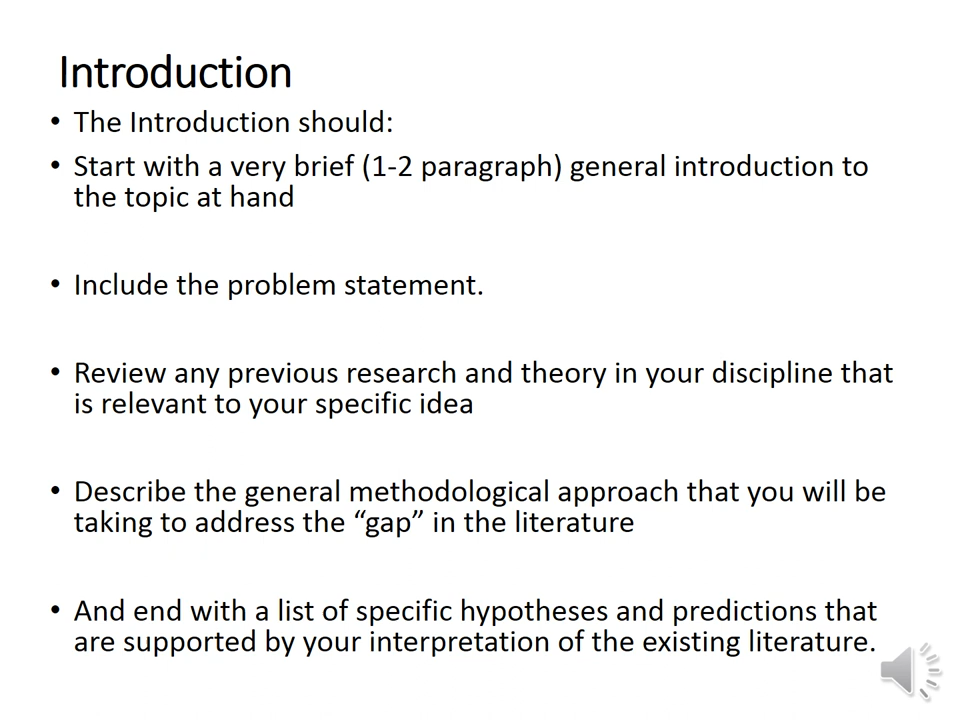 Introduction
• The Introduction should:
• Start with a very brief (1-2 paragraph) general introduction to
the topic at hand
• Include the problem statement.
• Review any previous research and theory in your discipline that
is relevant to your specific idea
• Describe the general methodological approach that you will be
taking to address the “gap” in the literature
• And end with a list of specific hypotheses and predictions that
are supported by your interpretation of the existing literature.